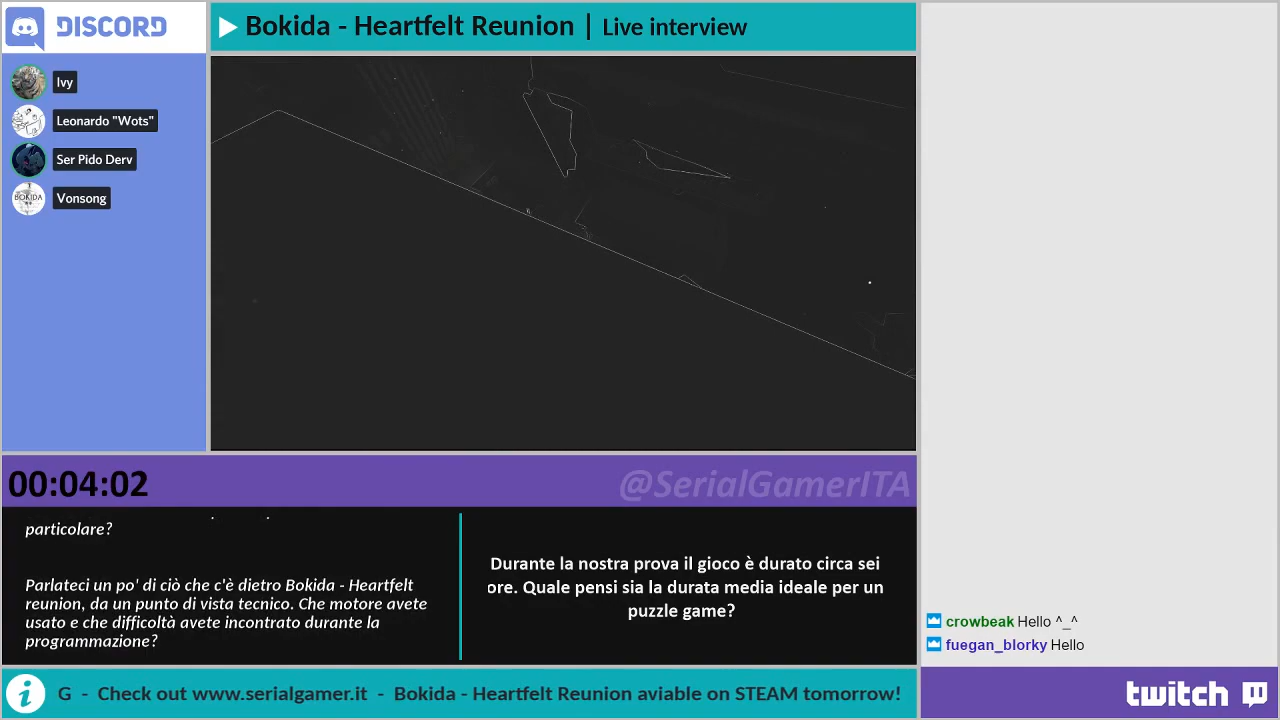 DISCORD
Bokida - Heartfelt Reunion | Live interview
Ivy
Leonardo "Wots"
Ser Pido Derv
BOKIDA
Vonsong
00:04:02
@SerialGamerITA
particolare?
Parlateci un po' di ciò che c'è dietro Bokida - Heartfelt
reunion, da un punto di vista tecnico. Che motore avete
usato e che difficoltà avete incontrato durante la
programmazione?
Durante la nostra prova il gioco è durato circa sei
ore. Quale pensi sia la durata media ideale per un
puzzle game?
crowbeak Hello ^_^
fuegan_blorky Hello
G - Check out www.serialgamer.it - Bokida - Heartfelt Reunion aviable on STEAM tomorrow!
twitch